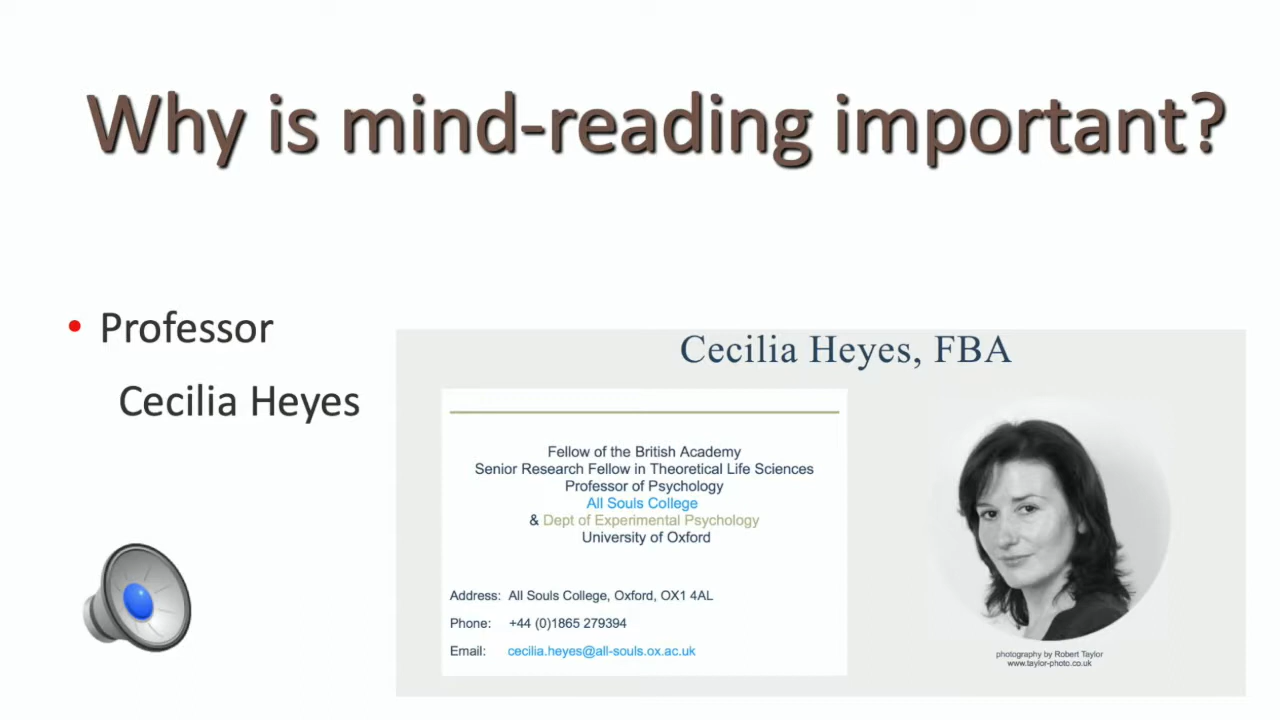 Why is mind-reading important?
• Professor
Cecilia Heyes
Cecilia Heyes, FBA
Fellow of the British Academy
Senior Research Fellow in Theoretical Life Sciences
Professor of Psychology
All Souls College
& Dept of Experimental Psychology
University of Oxford
Address: All Souls College, Oxford, OX1 4AL
Phone: +44 (0)1865 279394
Email: cecilia.heyes@all-souls.ox.ac.uk
photography by Robert Taylor
www.taylor-photo.co.uk